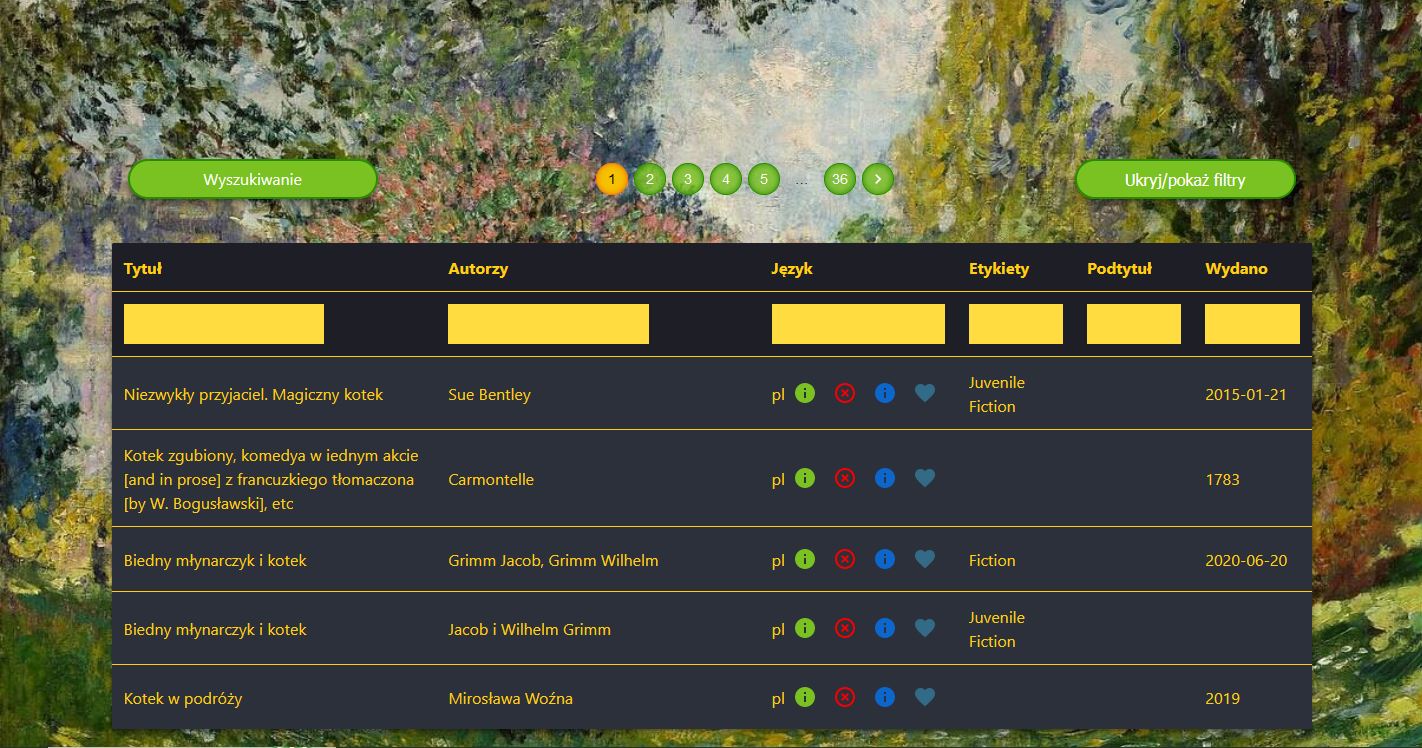 Wyszukiwanie
1 2 3 4 5 ... 36
Ukryj/pokaż filtry
Tytuł Autorzy Język Etykiety Podtytuł Wydano
Niezwykły przyjaciel. Magiczny kotek Sue Bentley pl Juvenile
Fiction 2015-01-21
Kotek zgubiony, komedya w iednym akcie
[and in prose] z francuzkiego tłomaczona
[by W. Bogusławski], etc Carmontelle pl 1783
Biedny młynarczyk i kotek Grimm Jacob, Grimm Wilhelm pl Fiction 2020-06-20
Biedny młynarczyk i kotek Jacob i Wilhelm Grimm pl Juvenile
Fiction
Kotek w podróży Mirosława Woźna pl 2019